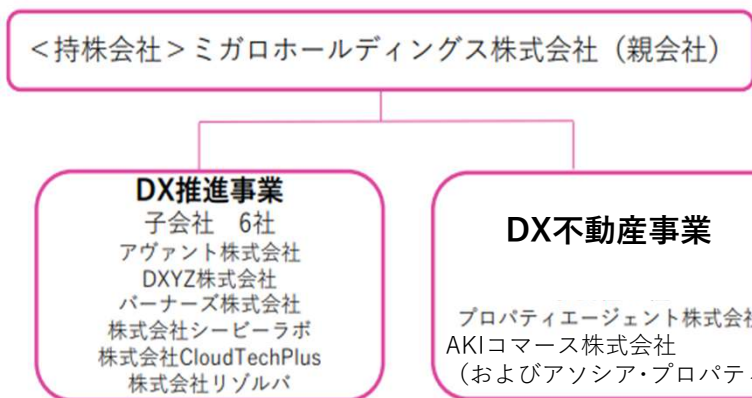 <持株会社>ミガロホールディングス株式会社（親会社）
DX推進事業
子会社　6社
アヴァント株式会社
DXYZ株式会社
バーナーズ株式会社
株式会社シービーラボ
株式会社CloudTechPlus
株式会社リゾルバ
DX不動産事業
プロパティエージェント株式会社
AKIコマース株式会社
（およびアソシア・プロパティ